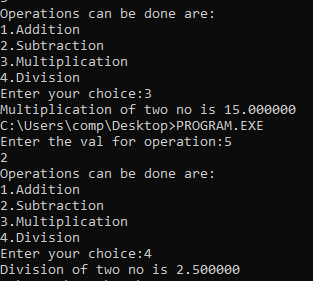 Operations can be done are:
1.Addition
2.Subtraction
3.Multiplication
4.Division
Enter your choice:3
Multiplication of two no is 15.000000
C:\Users\comp\Desktop>PROGRAM.EXE
Enter the val for operation:5
2
Operations can be done are:
1.Addition
2.Subtraction
3.Multiplication
4.Division
Enter your choice:4
Division of two no is 2.500000